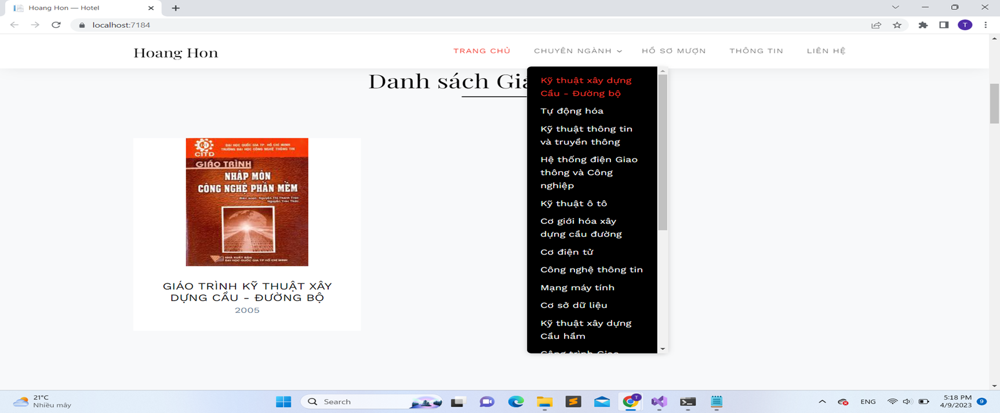 Hoang Hon — Hotel
localhost:7184
T
Hoang Hon
TRANG CHỦ
CHUYÊN NGÀNH
HỒ SƠ MƯỢN
THÔNG TIN
LIÊN HỆ
Danh sách Giá
Kỹ thuật xây dựng
Cầu - Đường bộ
Tự động hóa
Kỹ thuật thông tin
và truyền thông
Hệ thống điện Giao
thông và Công
nghiệp
Kỹ thuật ô tô
Cơ giới hóa xây
dựng cầu đường
Cơ điện tử
Công nghệ thông tin
Mạng máy tính
Cơ sở dữ liệu
Kỹ thuật xây dựng
Cầu hầm
Công trình Giao
ĐẠI HỌC QUỐC GIA TP. HỒ CHÍ MINH
TRƯỜNG ĐẠI HỌC CÔNG NGHỆ THÔNG TIN
CITD
GIÁO TRÌNH
NHẬP MÔN
CÔNG NGHỆ PHẦN MỀM
Biên soạn: Nguyễn Thị Thanh Trúc
Nguyễn Trác Thức
NHÀ XUẤT BẢN
ĐẠI HỌC QUỐC GIA TP HỒ CHÍ MINH
GIÁO TRÌNH KỸ THUẬT XÂY
DỰNG CẦU - ĐƯỜNG BỘ
2005
21°C
Nhiều mây
Search
T
ENG
5:18 PM
4/9/2023
9